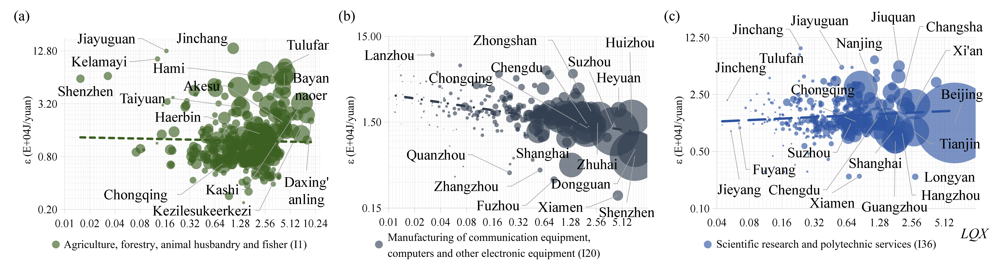 (a)
Jiayuguan
Jinchang
Tulufan
12.80
Kelamayi
Hami
Bayan
naoer
Akesu
Shenzhen
Taiyuan
3.20
Haerbin
ε (E+04J/yuan)
0.80
Daxing'
anling
Kashi
Chongqing
Kezilesukeerkezi
0.20
0.01 0.02 0.04 0.08 0.16 0.32 0.64 1.28 2.56 5.12 10.24
Agriculture, forestry, animal husbandry and fisher (I1)
(b)
15.00
Zhongshan
Huizhou
Lanzhou
Suzhou
Chengdu
Heyuan
Chongqing
1.50
ε (E+04J/yuan)
Quanzhou
Shanghai
Zhuhai
Zhangzhou
Dongguan
Fuzhou
Xiamen
Shenzhen
0.15
0.01 0.02 0.04 0.08 0.16 0.32 0.64 1.28 2.56 5.12
Manufacturing of communication equipment,
computers and other electronic equipment (I20)
(c)
Jiuquan
Jiayuguan
Changsha
Jinchang
12.50
Nanjing
Xi'an
Tulufan
Jincheng
Chongqing
2.50
Beijing
ε (E+04J/yuan)
Tianjin
0.50
Suzhou
Shanghai
Fuyang
Longyan
Jieyang
Chengdu
Hangzhou
Xiamen
Guangzhou
0.10
0.04 0.08 0.16 0.32 0.64 1.28 2.56 5.12
LQX
Scientific research and polytechnic services (I36)